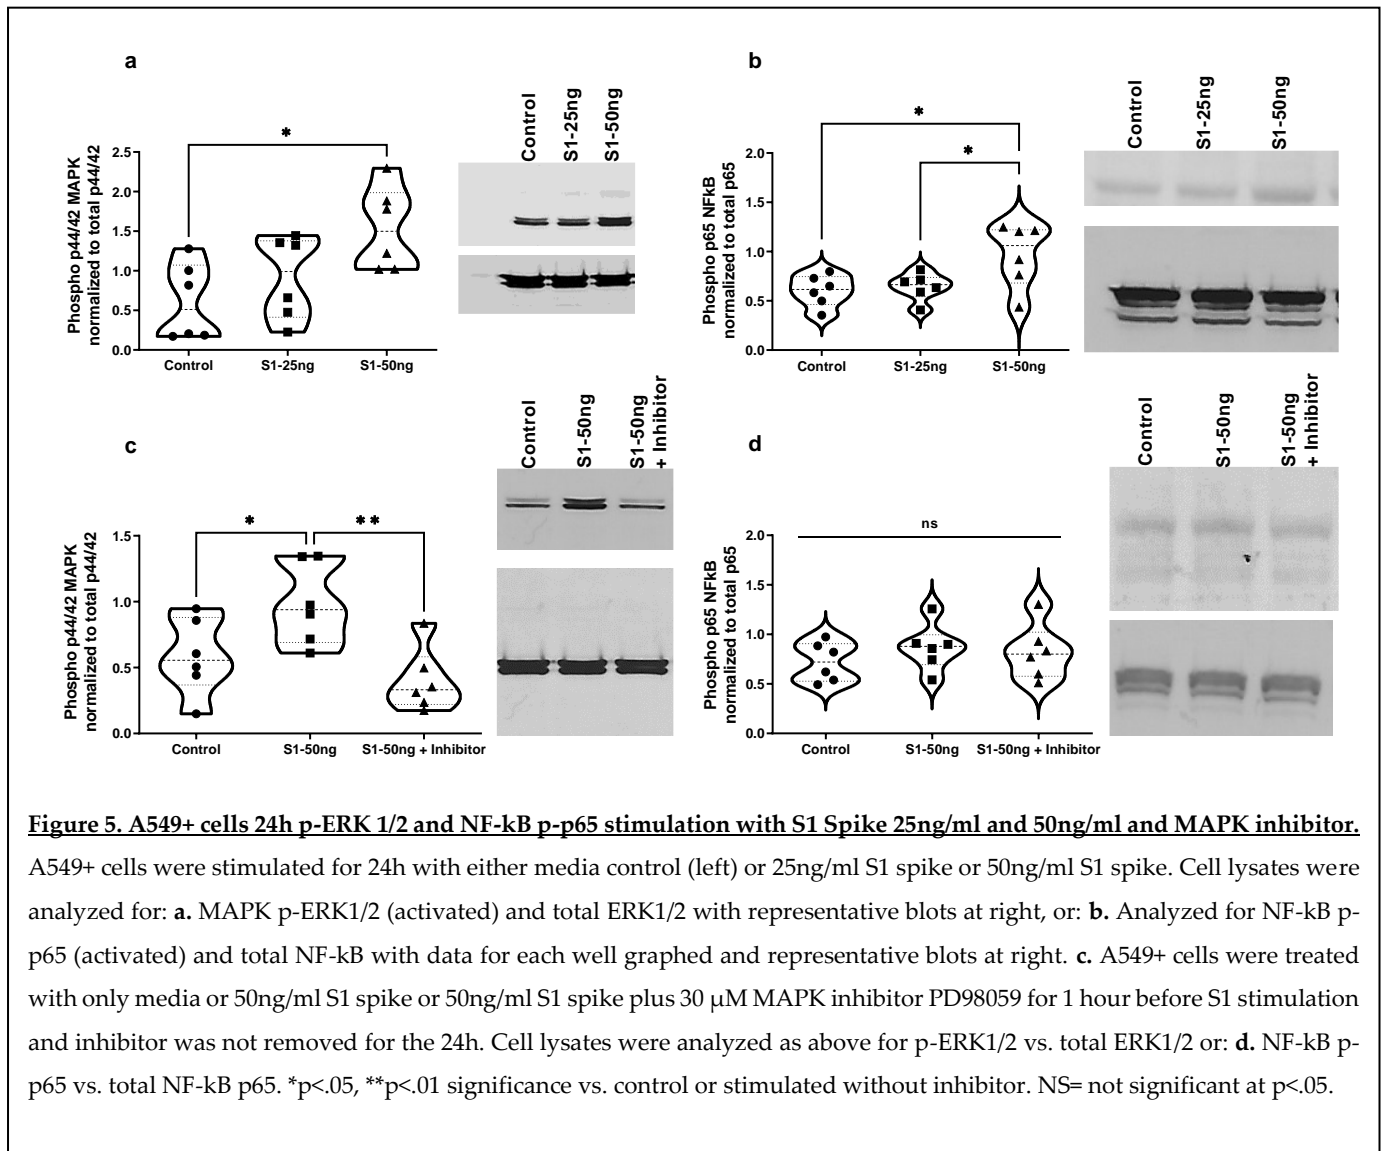 a
Phospho p44/42 MAPK
normalized to total p44/42
2.5
2.0
1.5
1.0
0.5
0.0
*
Control
S1-25ng
S1-50ng
Control
S1-25ng
S1-50ng
b
Phospho p65 NFkB
normalized to total p65
2.0
1.5
1.0
0.5
0.0
*
*
Control
S1-25ng
S1-50ng
Control
S1-25ng
S1-50ng
c
Phospho p44/42 MAPK
normalized to total p44/42
1.5
1.0
0.5
0.0
*
**
Control
S1-50ng
S1-50ng + Inhibitor
Control
S1-50ng
S1-50ng
+ Inhibitor
d
Phospho p65 NFkB
normalized to total p65
2.0
1.5
1.0
0.5
0.0
ns
Control
S1-50ng
S1-50ng + Inhibitor
Control
S1-50ng
S1-50ng
+ Inhibitor
Figure 5. A549+ cells 24h p-ERK 1/2 and NF-kB p-p65 stimulation with S1 Spike 25ng/ml and 50ng/ml and MAPK inhibitor.
A549+ cells were stimulated for 24h with either media control (left) or 25ng/ml S1 spike or 50ng/ml S1 spike. Cell lysates were
analyzed for: a. MAPK p-ERK1/2 (activated) and total ERK1/2 with representative blots at right, or: b. Analyzed for NF-kB p-
p65 (activated) and total NF-kB with data for each well graphed and representative blots at right. c. A549+ cells were treated
with only media or 50ng/ml S1 spike or 50ng/ml S1 spike plus 30 µM MAPK inhibitor PD98059 for 1 hour before S1 stimulation
and inhibitor was not removed for the 24h. Cell lysates were analyzed as above for p-ERK1/2 vs. total ERK1/2 or: d. NF-kB p-
p65 vs. total NF-kB p65. *p<.05, **p<.01 significance vs. control or stimulated without inhibitor. NS= not significant at p<.05.